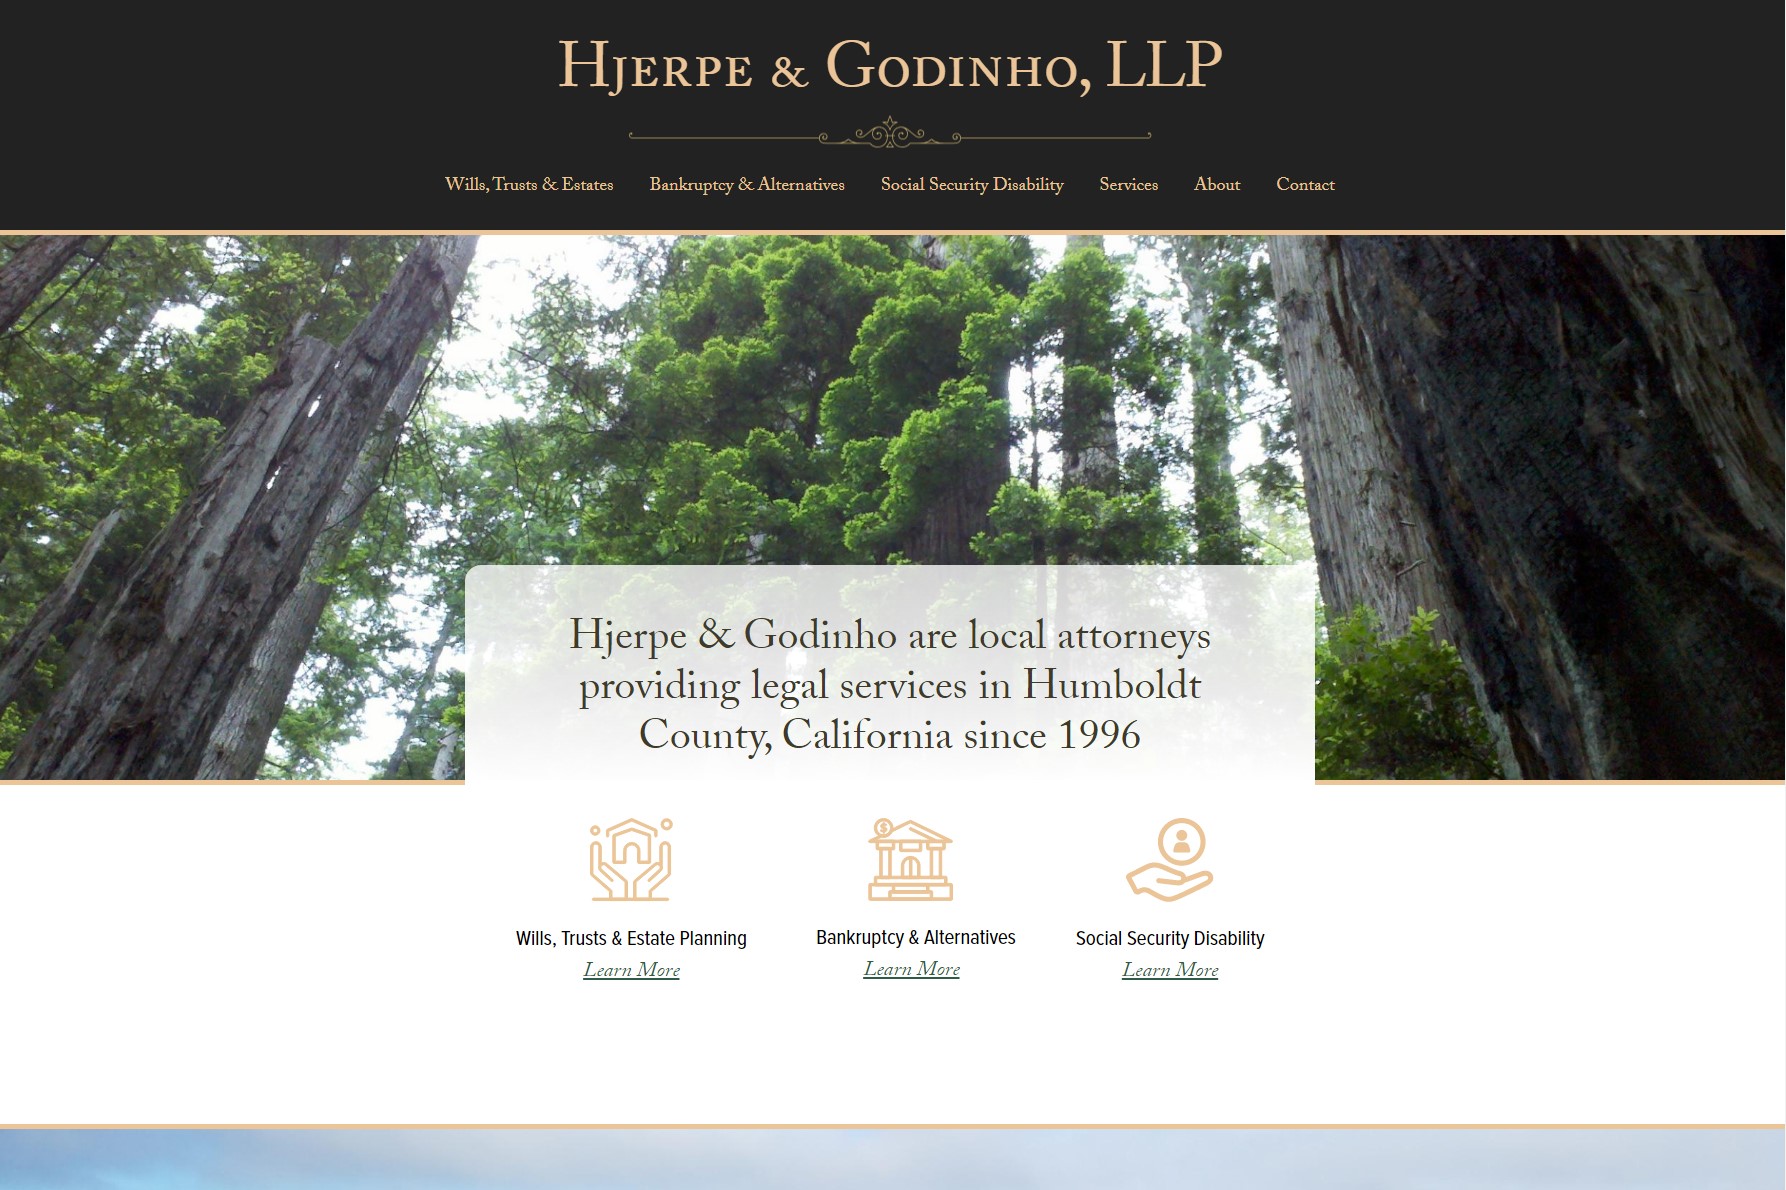 Hjerpe & Godinho, LLP
Wills, Trusts & Estates Bankruptcy & Alternatives Social Security Disability Services About Contact
Hjerpe & Godinho are local attorneys
providing legal services in Humboldt
County, California since 1996
$
Wills, Trusts & Estate Planning
Learn More
Bankruptcy & Alternatives
Learn More
Social Security Disability
Learn More